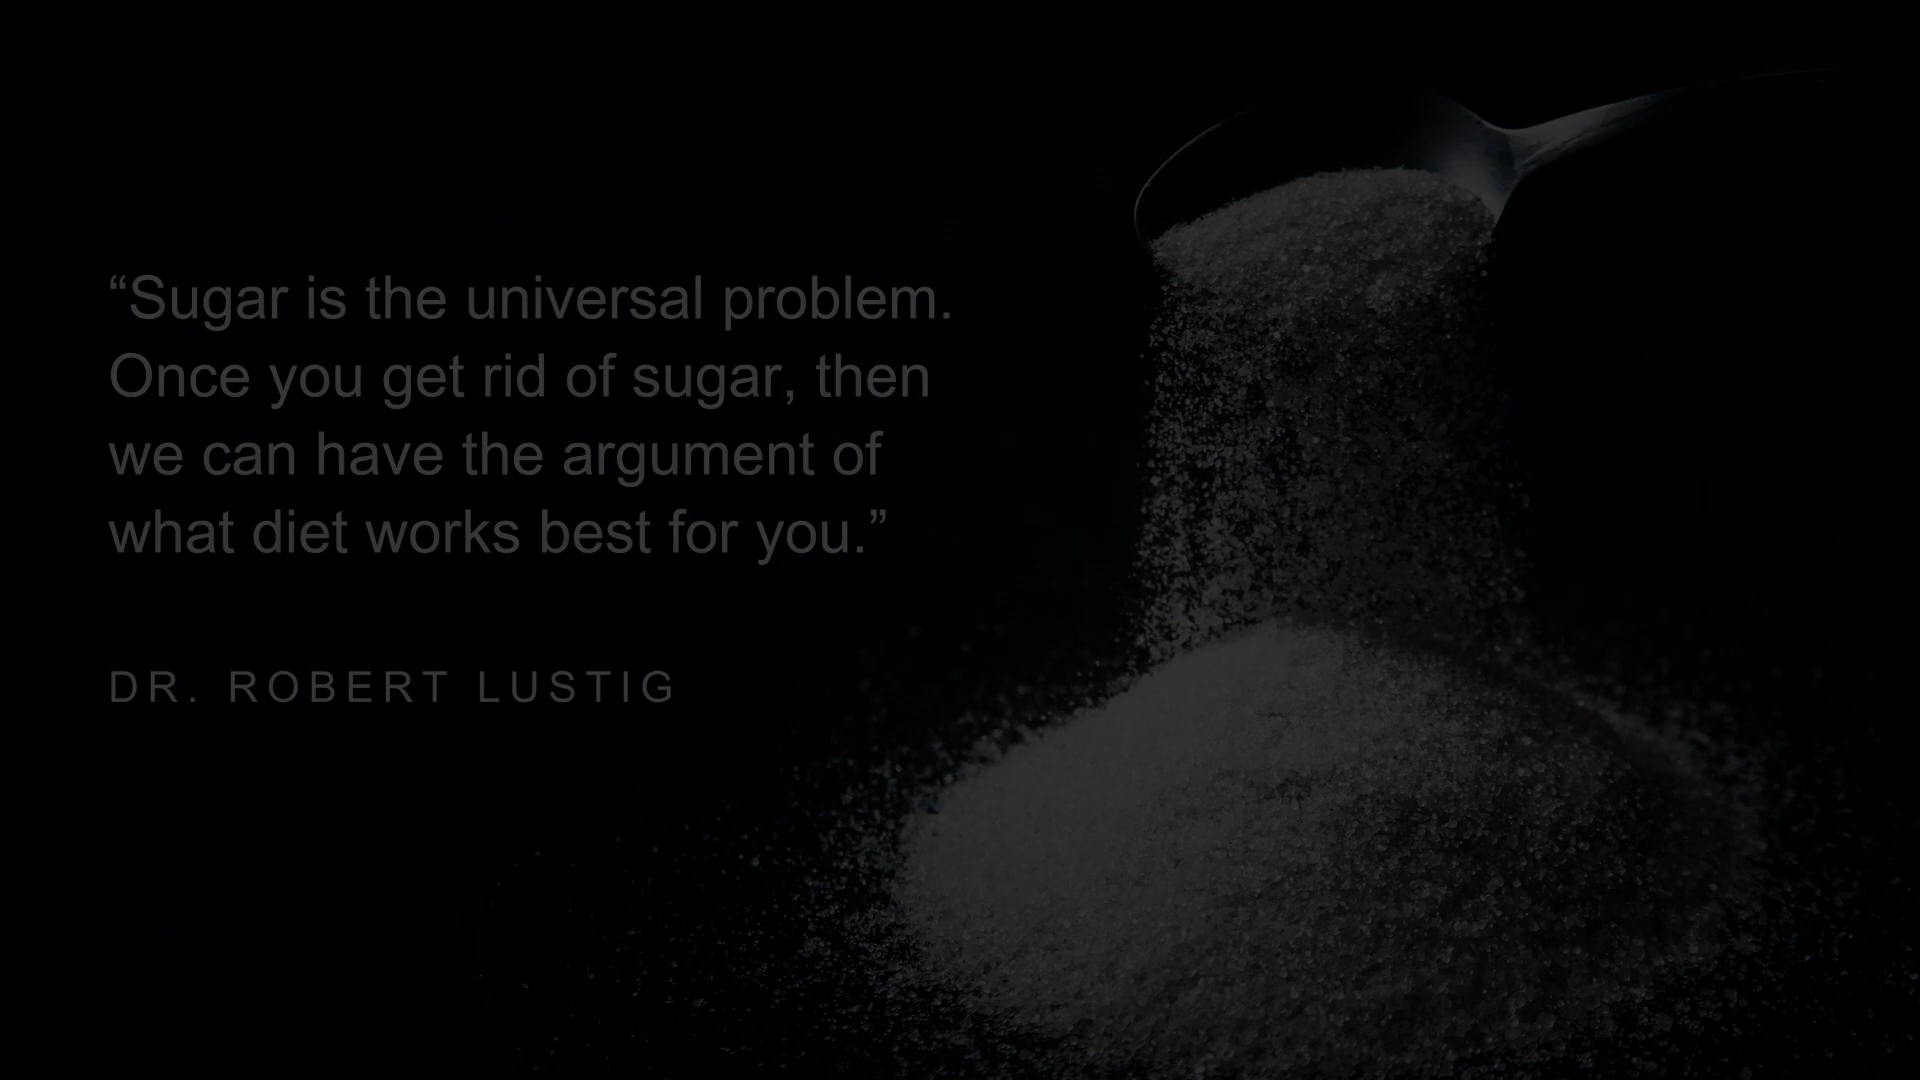 “Sugar is the universal problem.
Once you get rid of sugar, then
we can have the argument of
what diet works best for you.”
DR. ROBERT LUSTIG